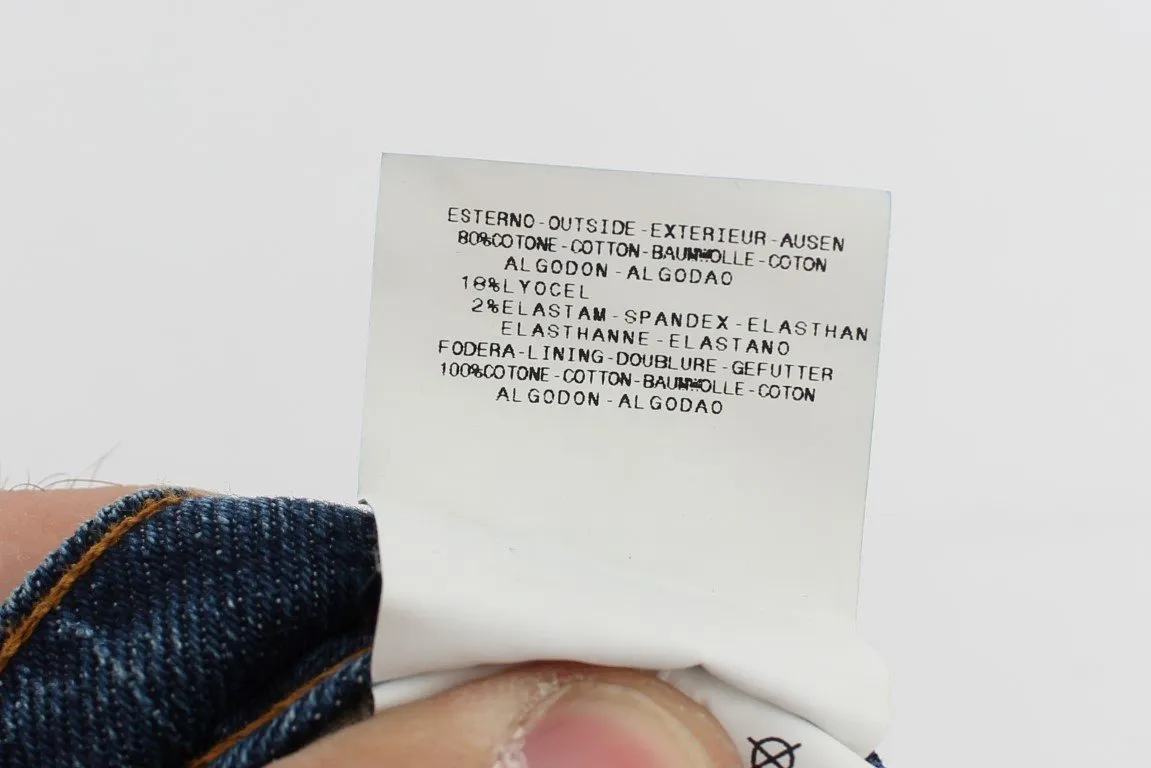 ESTERNO-OUTSIDE-EXTERIEUR-AUSEN
80%COTONE-COTTON-BAUMWOLLE-COTON
ALGODON-ALGODAO
18%LYOCEL
2%ELASTAM-SPANDEX-ELASTHAN
ELASTHANNE-ELASTANO
FODERA-LINING-DOUBLURE-GEFUTTER
100%COTONE-COTTON-BAUMWOLLE-COTON
ALGODON-ALGODAO